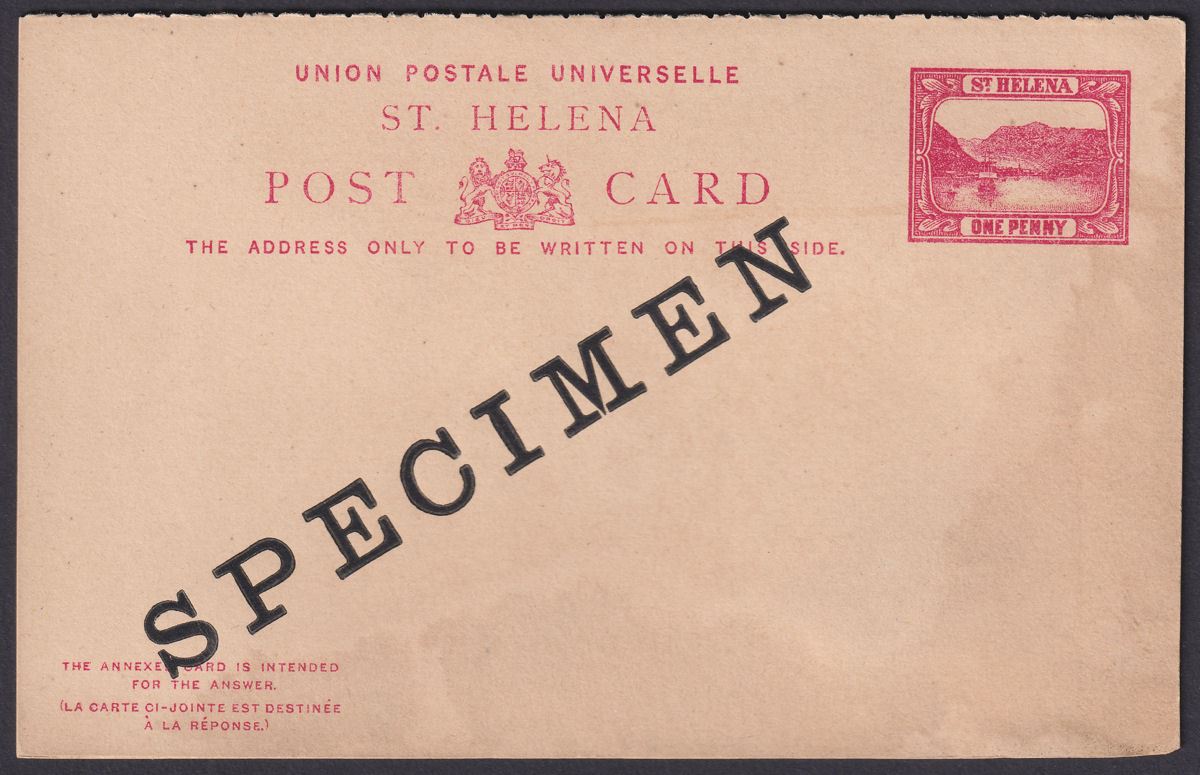 UNION POSTALE UNIVERSELLE
ST. HELENA
POST CARD
THE ADDRESS ONLY TO BE WRITTEN ON THIS SIDE.
ST HELENA
ONE PENNY
SPECIMEN
THE ANNEXED CARD IS INTENDED
FOR THE ANSWER.
(LA CARTE CI-JOINTE EST DESTINÉE
À LA RÉPONSE.)